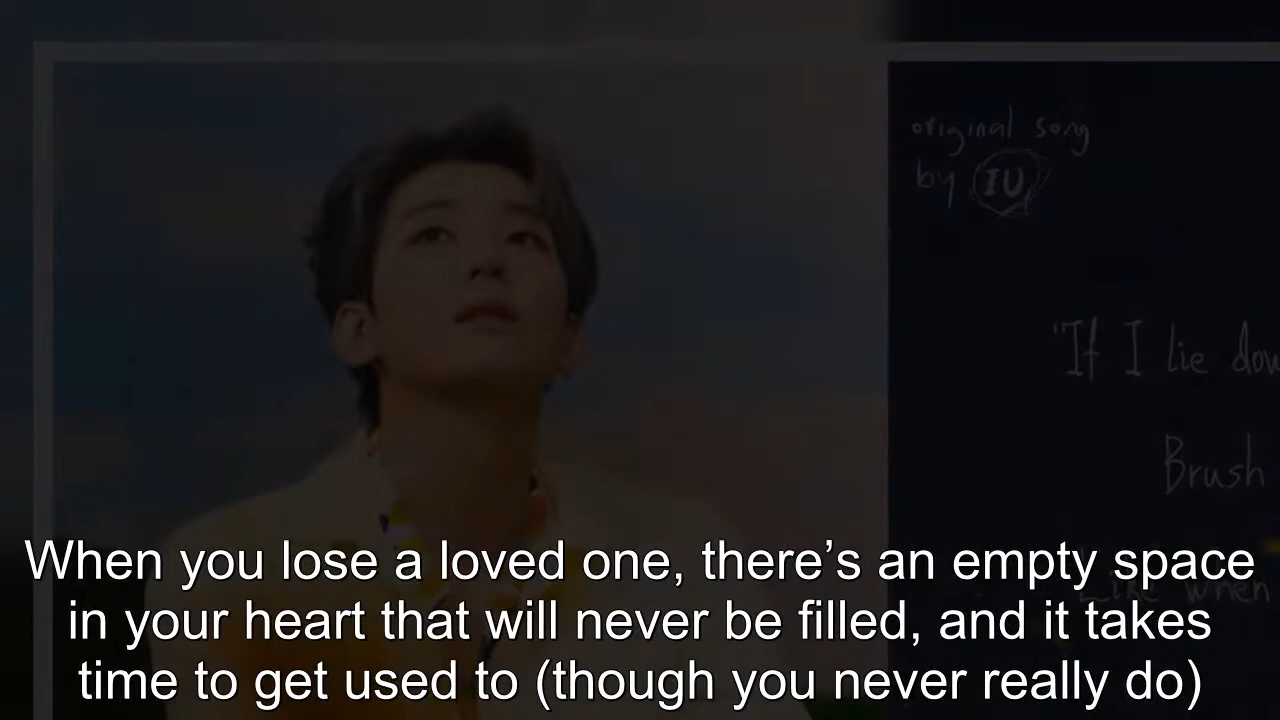 original song
by IU
"If I lie
Brush
When you lose a loved one, there’s an empty space
in your heart that will never be filled, and it takes
time to get used to (though you never really do)